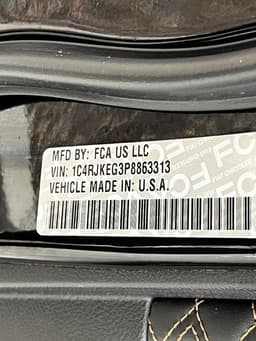 MFD BY: FCA US LLC
VIN: 1C4RJKEG3P8863313
VEHICLE MADE IN U.S.A.